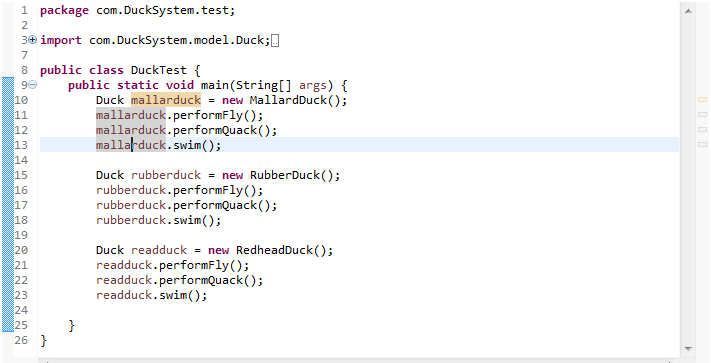 1 package com.DuckSystem.test;
2
3 import com.DuckSystem.model.Duck;
7
8 public class DuckTest {
9 public static void main(String[] args) {
10 Duck mallarduck = new MallardDuck();
11 mallarduck.performFly();
12 mallarduck.performQuack();
13 mallarduck.swim();
14
15 Duck rubberduck = new RubberDuck();
16 rubberduck.performFly();
17 rubberduck.performQuack();
18 rubberduck.swim();
19
20 Duck readduck = new RedheadDuck();
21 readduck.performFly();
22 readduck.performQuack();
23 readduck.swim();
24
25 }
26 }